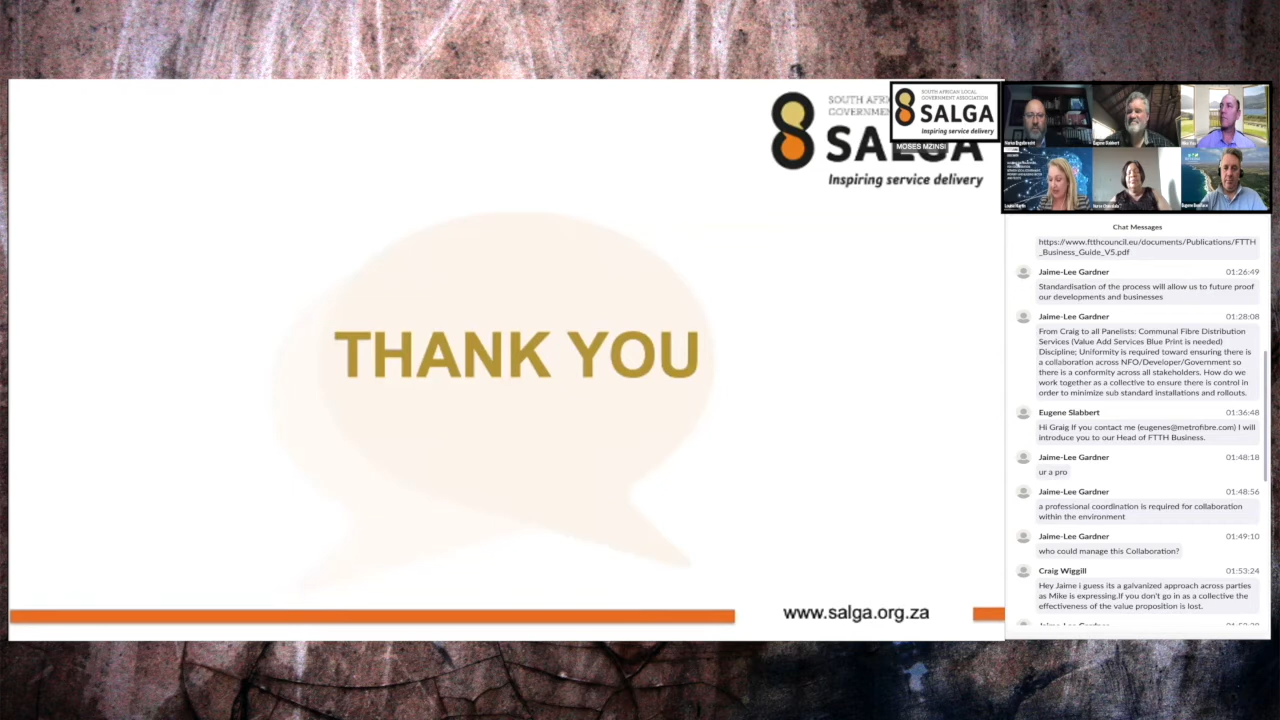 SOUTH AFRI
GOVERNME
SALGA
Inspiring service delivery
SOUTH AFRICAN LOCAL
GOVERNMENT ASSOCIATION
SALGA
Inspiring service delivery
MOSES MZINSI
Eugene Slabbert
Louise Martin
THANK YOU
www.salga.org.za
Chat Messages
https://www.ftthcouncil.eu/documents/Publications/FTTH
_Business_Guide_V5.pdf
Jaime-Lee Gardner 01:26:49
Standardisation of the process will allow us to future proof
our developments and businesses
Jaime-Lee Gardner 01:28:08
From Craig to all Panelists: Communal Fibre Distribution
Services (Value Add Services Blue Print is needed)
Discipline; Uniformity is required toward ensuring there is
a collaboration across NFO/Developer/Government so
there is a conformity across all stakeholders. How do we
work together as a collective to ensure there is control in
order to minimize sub standard installations and rollouts.
Eugene Slabbert 01:36:48
Hi Graig If you contact me (eugenes@metrofibre.com) I will
introduce you to our Head of FTTH Business.
Jaime-Lee Gardner 01:48:18
ur a pro
Jaime-Lee Gardner 01:48:56
a professional coordination is required for collaboration
within the environment
Jaime-Lee Gardner 01:49:10
who could manage this Collaboration?
Craig Wiggill 01:53:24
Hey Jaime i guess its a galvanized approach across parties
as Mike is expressing.If you don't go in as a collective the
effectiveness of the value proposition is lost.